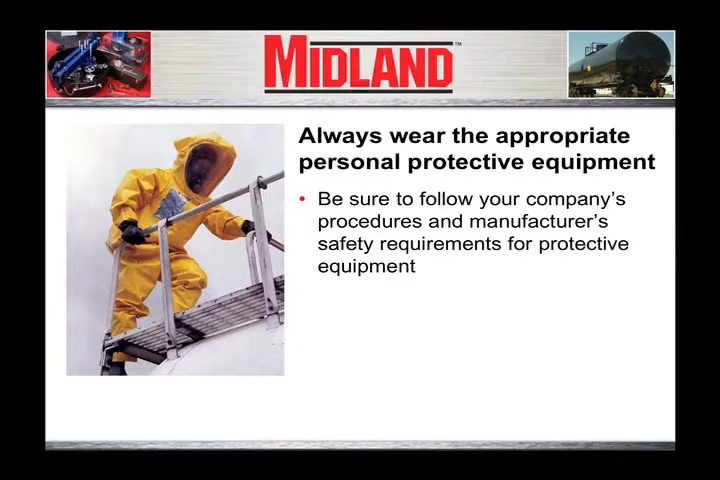 MIDLAND™
Always wear the appropriate
personal protective equipment
• Be sure to follow your company’s
procedures and manufacturer’s
safety requirements for protective
equipment